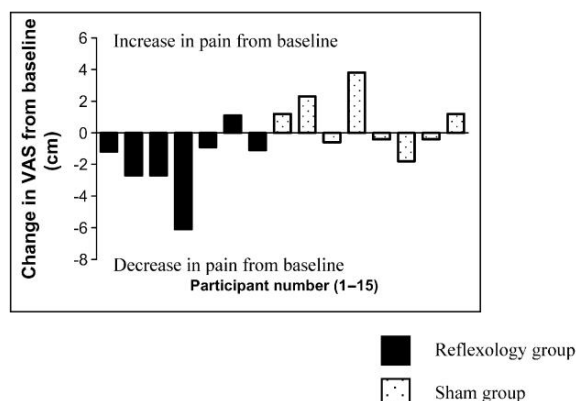 Change in VAS from baseline
(cm)
6
4
2
0
-2
-4
-6
-8
Increase in pain from baseline
Decrease in pain from baseline
Participant number (1–15)
Reflexology group
Sham group